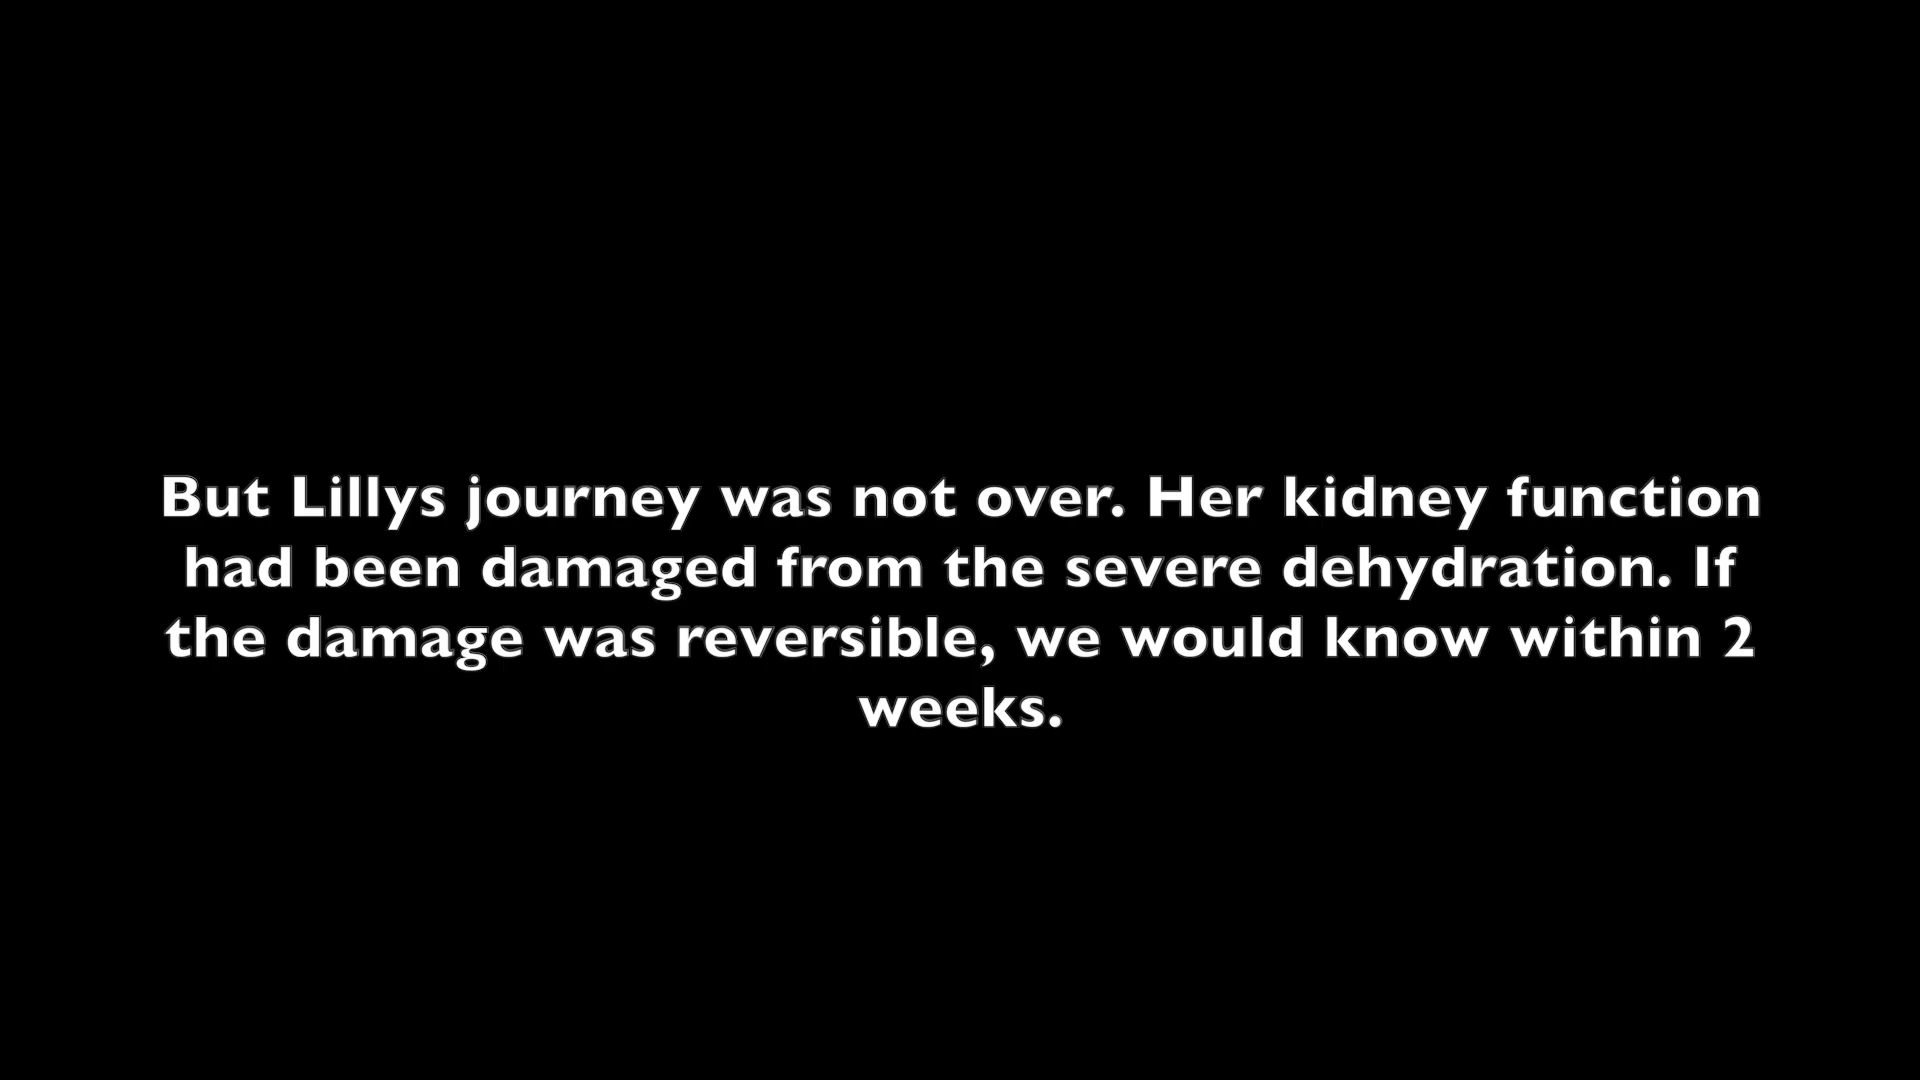 But Lillys journey was not over. Her kidney function
had been damaged from the severe dehydration. If
the damage was reversible, we would know within 2
weeks.